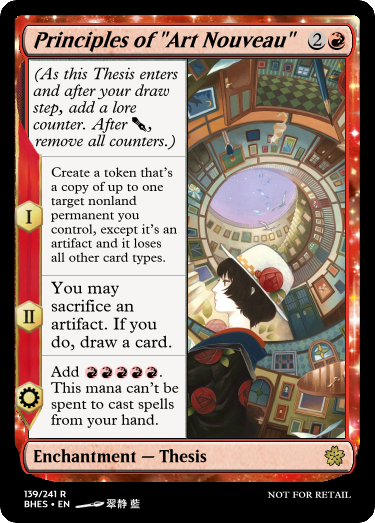 Principles of "Art Nouveau" 2
(As this Thesis enters
and after your draw
step, add a lore
counter. After ,
remove all counters.)
I
Create a token that's
a copy of up to one
target nonland
permanent you
control, except it's an
artifact and it loses
all other card types.
II
You may
sacrifice an
artifact. If you
do, draw a card.
Add .
This mana can't be
spent to cast spells
from your hand.
Enchantment — Thesis
139/241 R
BHES • EN 翠静 藍
NOT FOR RETAIL